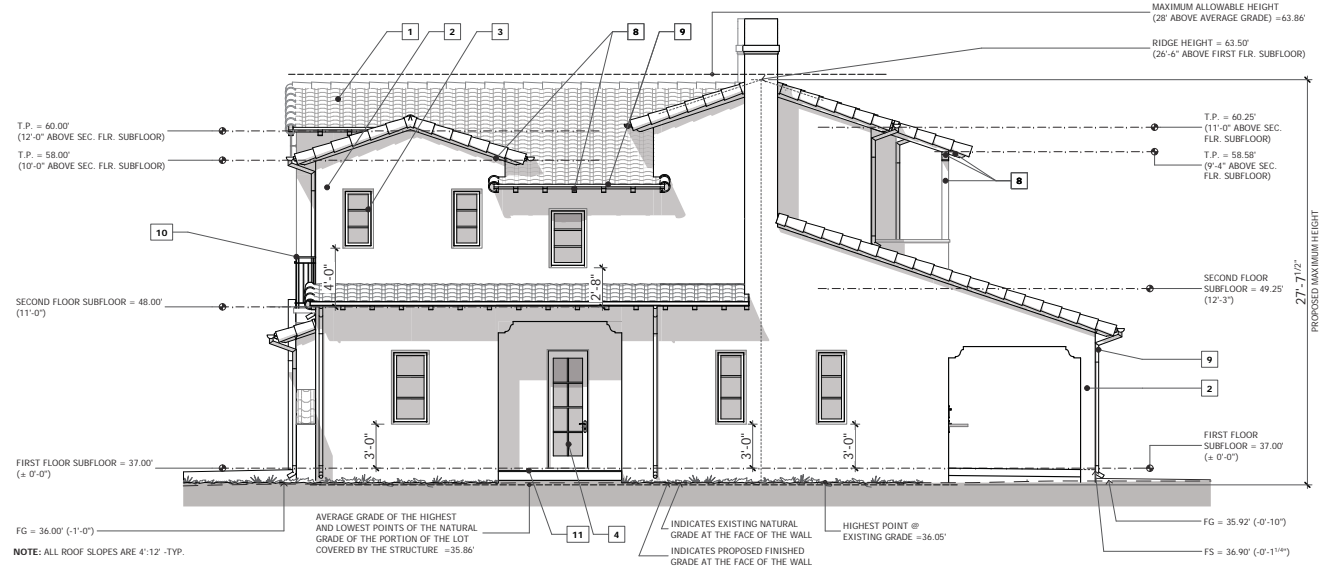 MAXIMUM ALLOWABLE HEIGHT
(28' ABOVE AVERAGE GRADE) =63.86'
1
2
3
8
9
RIDGE HEIGHT = 63.50'
(26'-6" ABOVE FIRST FLR. SUBFLOOR)
T.P. = 60.00'
(12'-0" ABOVE SEC. FLR. SUBFLOOR)
T.P. = 58.00'
(10'-0" ABOVE SEC. FLR. SUBFLOOR)
T.P. = 60.25'
(11'-0" ABOVE SEC.
FLR. SUBFLOOR)
T.P. = 58.58'
(9'-4" ABOVE SEC.
FLR. SUBFLOOR)
8
10
4'-0"
2'-8"
SECOND FLOOR SUBFLOOR = 48.00'
(11'-0")
SECOND FLOOR
SUBFLOOR = 49.25'
(12'-3")
27'-7 1/2"
PROPOSED MAXIMUM HEIGHT
9
2
3'-0"
3'-0"
3'-0"
FIRST FLOOR SUBFLOOR = 37.00'
(± 0'-0")
FIRST FLOOR
SUBFLOOR = 37.00'
(± 0'-0")
FG = 36.00' (-1'-0")
AVERAGE GRADE OF THE HIGHEST
AND LOWEST POINTS OF THE NATURAL
GRADE OF THE PORTION OF THE LOT
COVERED BY THE STRUCTURE =35.86'
11
4
INDICATES EXISTING NATURAL
GRADE AT THE FACE OF THE WALL
INDICATES PROPOSED FINISHED
GRADE AT THE FACE OF THE WALL
HIGHEST POINT @
EXISTING GRADE =36.05'
FG = 35.92' (-0'-10")
FS = 36.90' (-0'-1 1/4")
NOTE: ALL ROOF SLOPES ARE 4':12' -TYP.